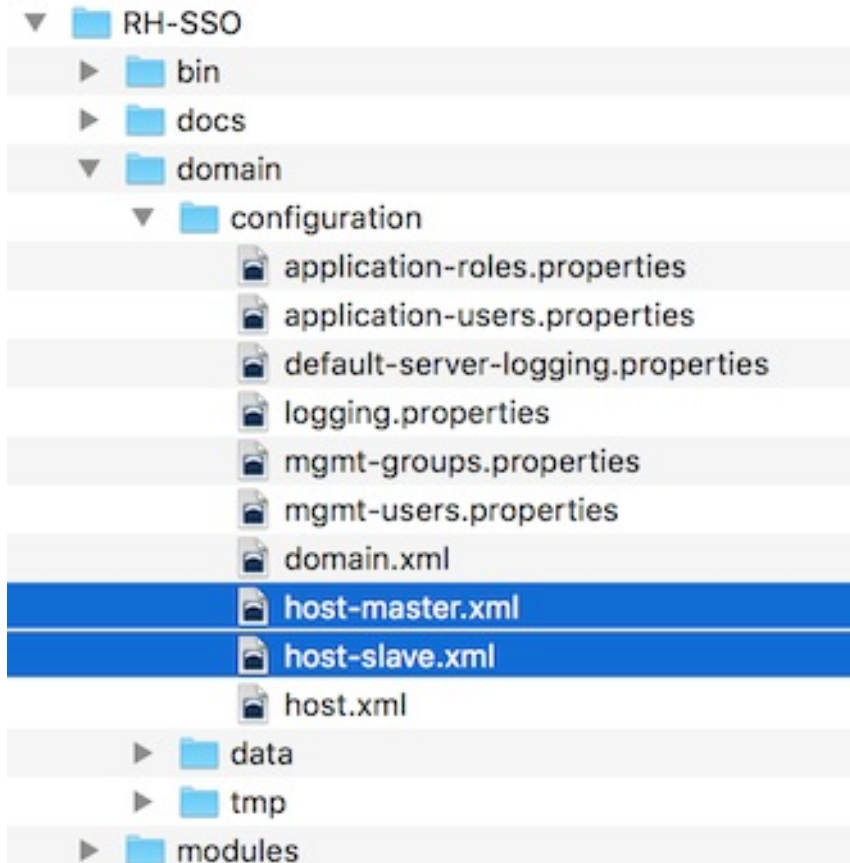 RH-SSO
bin
docs
domain
configuration
application-roles.properties
application-users.properties
default-server-logging.properties
logging.properties
mgmt-groups.properties
mgmt-users.properties
domain.xml
host-master.xml
host-slave.xml
host.xml
data
tmp
modules